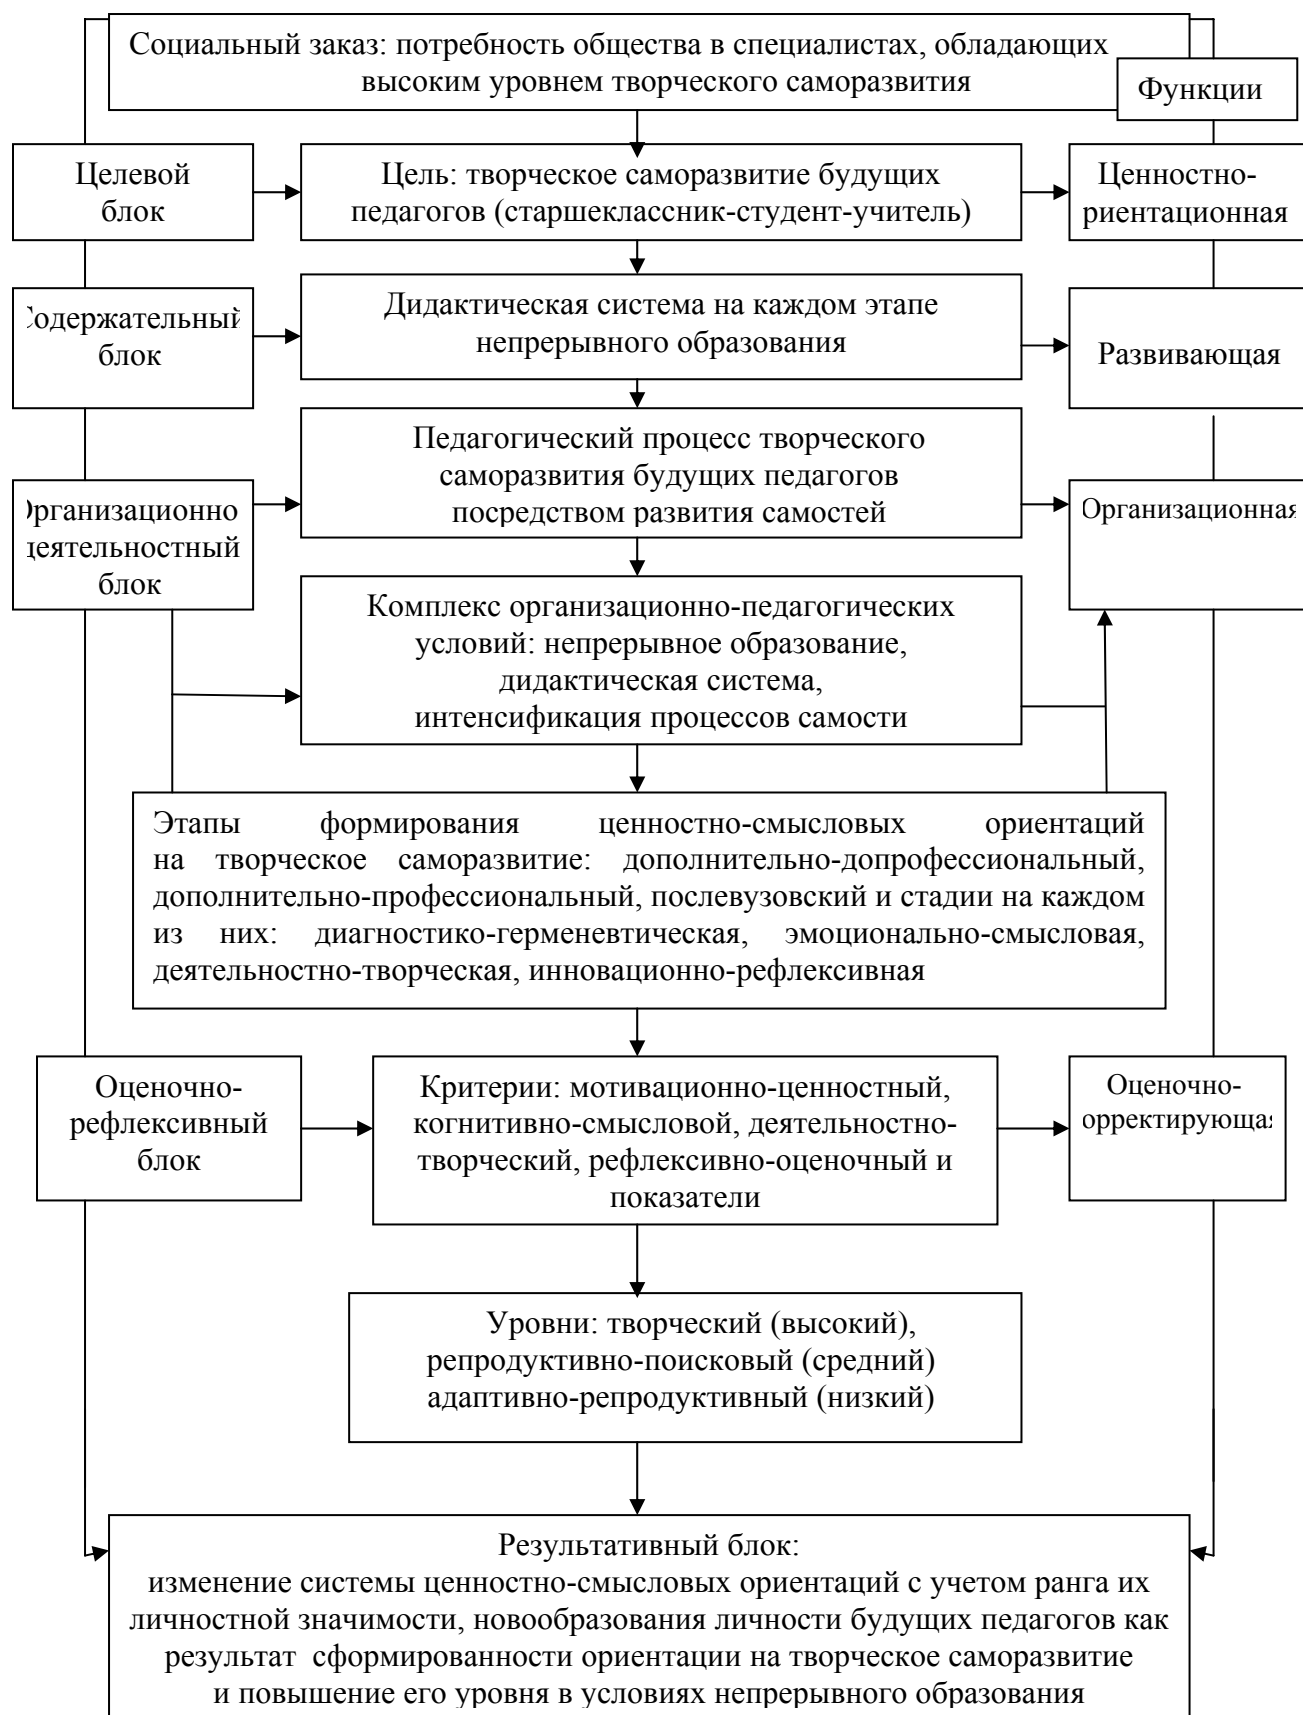 Социальный заказ: потребность общества в специалистах, обладающих
высоким уровнем творческого саморазвития
Функции
Целевой
блок
Цель: творческое саморазвитие будущих
педагогов (старшеклассник-студент-учитель)
Ценностно-
риентационная
одержательный
блок
Дидактическая система на каждом этапе
непрерывного образования
Развивающая
рганизационно
деятельностный
блок
Педагогический процесс творческого
саморазвития будущих педагогов
посредством развития самостей
Организационная
Комплекс организационно-педагогических
условий: непрерывное образование,
дидактическая система,
интенсификация процессов самости
Этапы формирования ценностно-смысловых ориентаций
на творческое саморазвитие: дополнительно-допрофессиональный,
дополнительно-профессиональный, послевузовский и стадии на каждом
из них: диагностико-герменевтическая, эмоционально-смысловая,
деятельностно-творческая, инновационно-рефлексивная
Оценочно-
рефлексивный
блок
Критерии: мотивационно-ценностный,
когнитивно-смысловой, деятельностно-
творческий, рефлексивно-оценочный и
показатели
Оценочно-
орректирующая
Уровни: творческий (высокий),
репродуктивно-поисковый (средний)
адаптивно-репродуктивный (низкий)
Результативный блок:
изменение системы ценностно-смысловых ориентаций с учетом ранга их
личностной значимости, новообразования личности будущих педагогов как
результат сформированности ориентации на творческое саморазвитие
и повышение его уровня в условиях непрерывного образования